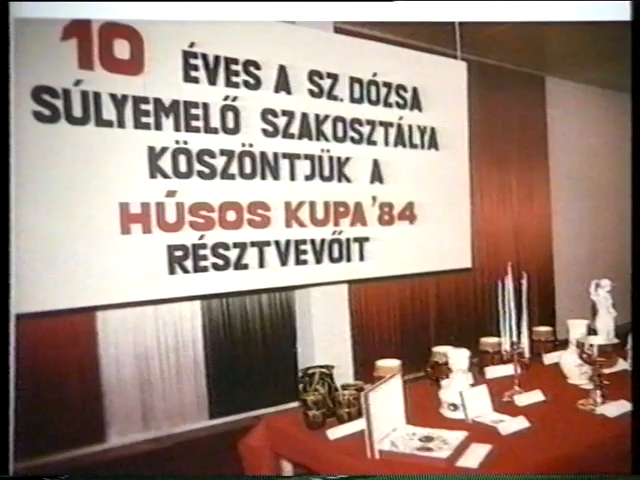 10 ÉVES A SZ. DÓZSA
SÚLYEMELŐ SZAKOSZTÁLYA
KÖSZÖNTJÜK A
HÚSOS KUPA '84
RÉSZTVEVŐIT